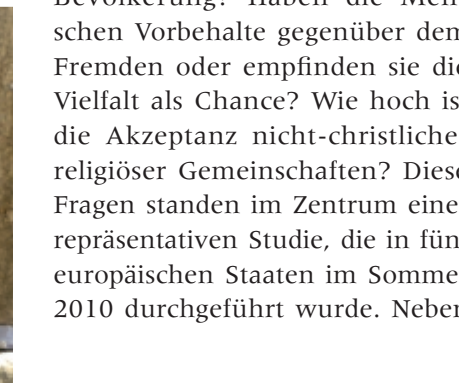 Bevölkerung? Haben die Men-
schen Vorbehalte gegenüber dem
Fremden oder empfinden sie die
Vielfalt als Chance? Wie hoch is
die Akzeptanz nicht-christliche
religiöser Gemeinschaften? Diese
Fragen standen im Zentrum eine
repräsentativen Studie, die in fün
europäischen Staaten im Somme
2010 durchgeführt wurde. Neben